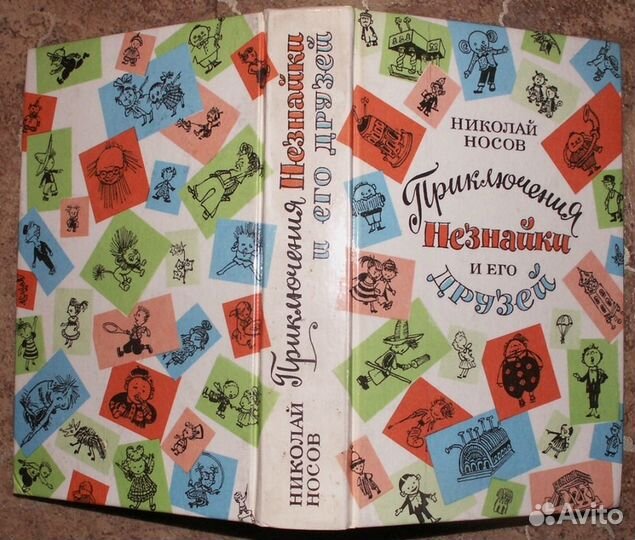 НИКОЛАЙ
НОСОВ
Приключения Незнайки
и его друзей
НИКОЛАЙ
НОСОВ
Приключения
Незнайки
И ЕГО
друзей
Avito